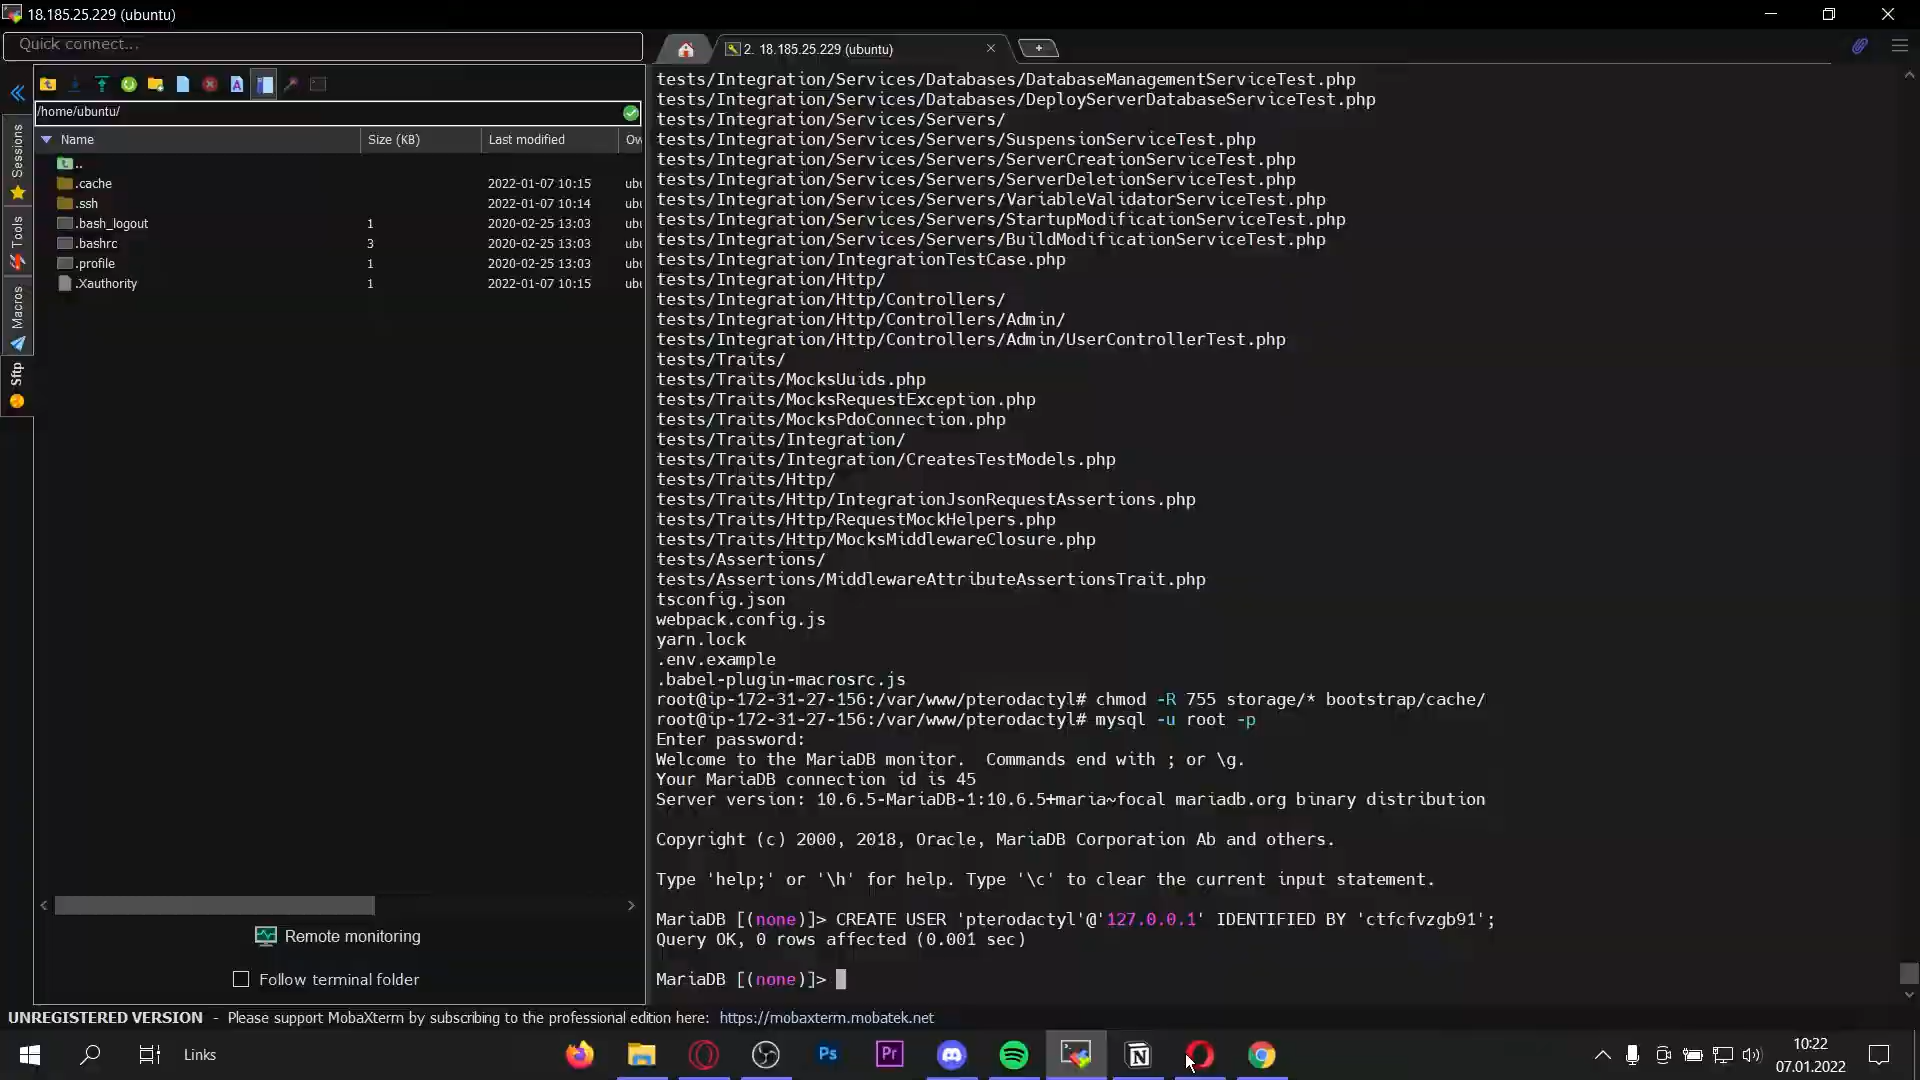 18.185.25.229 (ubuntu)
Quick connect...
2. 18.185.25.229 (ubuntu)
/home/ubuntu/
Name Size (KB) Last modified Ow
..
.cache 2022-01-07 10:15 ubu
.ssh 2022-01-07 10:14 ubu
.bash_logout 1 2020-02-25 13:03 ubu
.bashrc 3 2020-02-25 13:03 ubu
.profile 1 2020-02-25 13:03 ubu
.Xauthority 1 2022-01-07 10:15 ubu
Sessions
Tools
Macros
Sftp
Remote monitoring
Follow terminal folder
tests/Integration/Services/Databases/DatabaseManagementServiceTest.php
tests/Integration/Services/Databases/DeployServerDatabaseServiceTest.php
tests/Integration/Services/Servers/
tests/Integration/Services/Servers/SuspensionServiceTest.php
tests/Integration/Services/Servers/ServerCreationServiceTest.php
tests/Integration/Services/Servers/ServerDeletionServiceTest.php
tests/Integration/Services/Servers/VariableValidatorServiceTest.php
tests/Integration/Services/Servers/StartupModificationServiceTest.php
tests/Integration/Services/Servers/BuildModificationServiceTest.php
tests/Integration/IntegrationTestCase.php
tests/Integration/Http/
tests/Integration/Http/Controllers/
tests/Integration/Http/Controllers/Admin/
tests/Integration/Http/Controllers/Admin/UserControllerTest.php
tests/Traits/
tests/Traits/MocksUuids.php
tests/Traits/MocksRequestException.php
tests/Traits/MocksPdoConnection.php
tests/Traits/Integration/
tests/Traits/Integration/CreatesTestModels.php
tests/Traits/Http/
tests/Traits/Http/IntegrationJsonRequestAssertions.php
tests/Traits/Http/RequestMockHelpers.php
tests/Traits/Http/MocksMiddlewareClosure.php
tests/Assertions/
tests/Assertions/MiddlewareAttributeAssertionsTrait.php
tsconfig.json
webpack.config.js
yarn.lock
.env.example
.babel-plugin-macrosrc.js
root@ip-172-31-27-156:/var/www/pterodactyl# chmod -R 755 storage/* bootstrap/cache/
root@ip-172-31-27-156:/var/www/pterodactyl# mysql -u root -p
Enter password:
Welcome to the MariaDB monitor.  Commands end with ; or \g.
Your MariaDB connection id is 45
Server version: 10.6.5-MariaDB-1:10.6.5+maria~focal mariadb.org binary distribution
Copyright (c) 2000, 2018, Oracle, MariaDB Corporation Ab and others.
Type 'help;' or '\h' for help. Type '\c' to clear the current input statement.
MariaDB [(none)]> CREATE USER 'pterodactyl'@'127.0.0.1' IDENTIFIED BY 'ctfcfvzgb91';
Query OK, 0 rows affected (0.001 sec)
MariaDB [(none)]>
UNREGISTERED VERSION - Please support MobaXterm by subscribing to the professional edition here: https://mobaxterm.mobatek.net
Links
Ps
Pr
10:22
07.01.2022